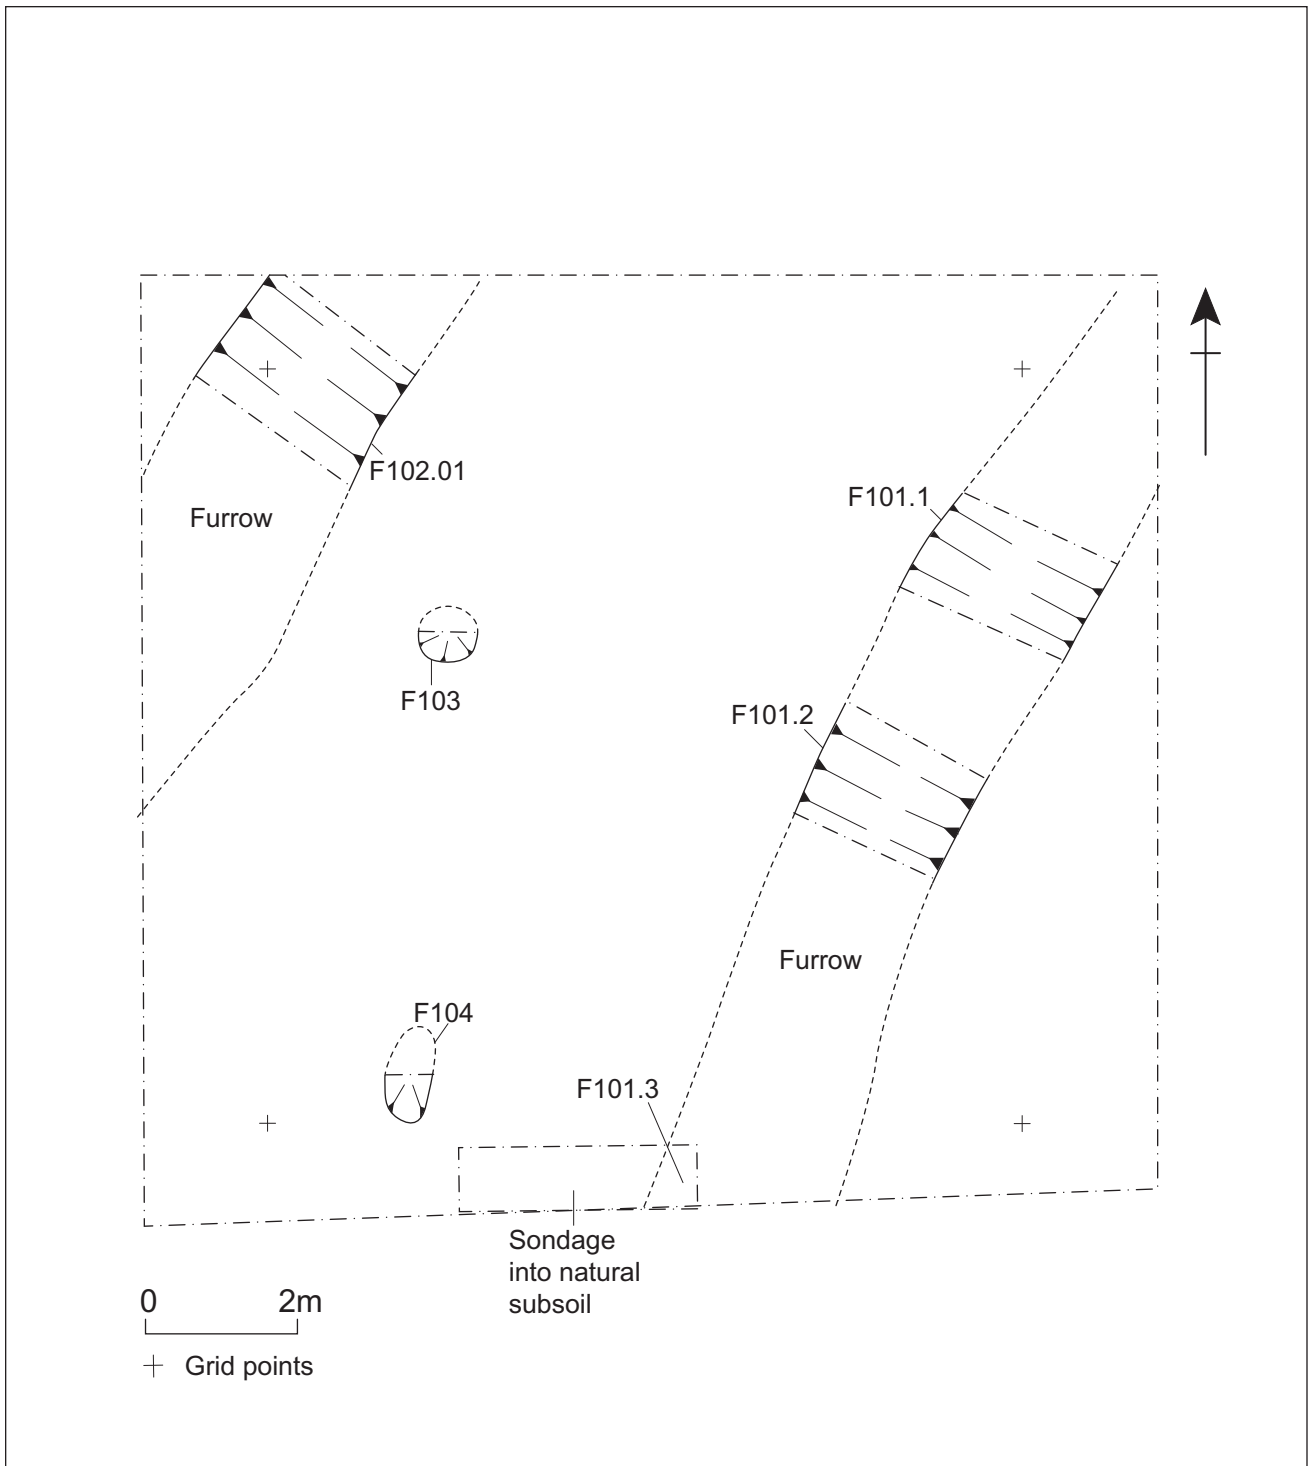 F102.01
Furrow
F101.1
F103
F101.2
Furrow
F104
F101.3
Sondage
into natural
subsoil
0 2m
Grid points